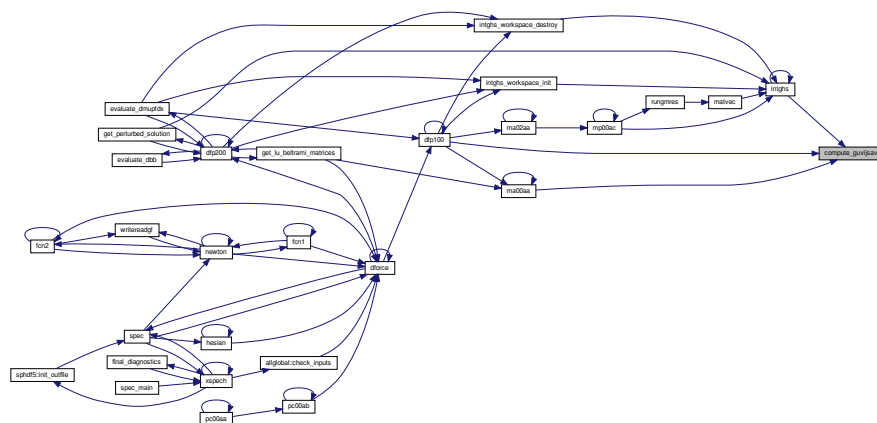 intghs_workspace_destroy
intghs_workspace_init
intghs
evaluate_dmupfdx
rungmres
matvec
get_perturbed_solution
ma02aa
mp00ac
dfp100
evaluate_dbb
dfp200
get_lu_beltrami_matrices
compute_guvijsave
ma00aa
writereadgf
fcn2
newton
fcn1
dforce
spec
hesian
final_diagnostics
allglobal::check_inputs
sphdf5::init_outfile
spec_main
xspech
pc00ab
pc00aa